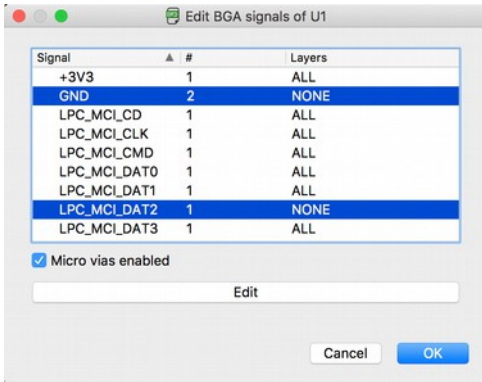 Edit BGA signals of U1
Signal # Layers
+3V3 1 ALL
GND 2 NONE
LPC_MCI_CD 1 ALL
LPC_MCI_CLK 1 ALL
LPC_MCI_CMD 1 ALL
LPC_MCI_DAT0 1 ALL
LPC_MCI_DAT1 1 ALL
LPC_MCI_DAT2 1 NONE
LPC_MCI_DAT3 1 ALL
Micro vias enabled
Edit
Cancel OK